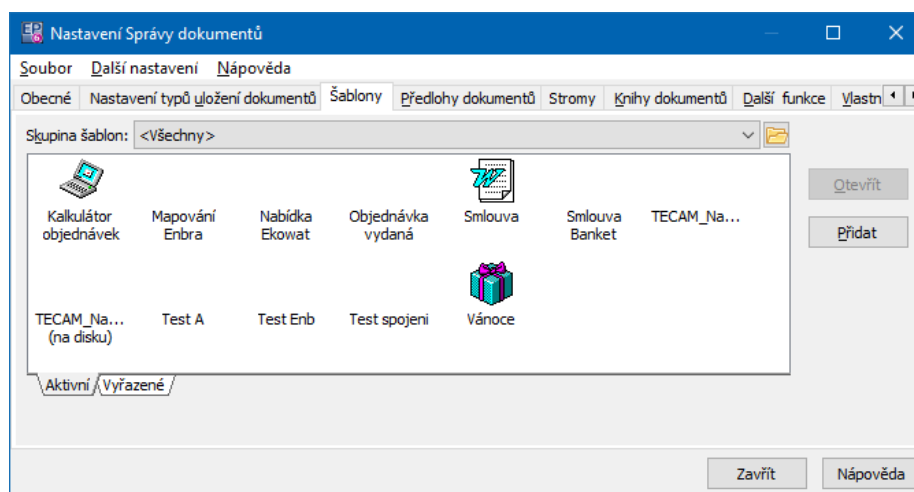 Nastavení Správy dokumentů
Soubor Další nastavení Nápověda
Obecné Nastavení typů uložení dokumentů Šablony Předlohy dokumentů Stromy Knihy dokumentů Další funkce Vlastn
Skupina šablon: <Všechny>
Kalkulátor objednávek
Mapování Enbra
Nabídka Ekowat
Objednávka vydaná
Smlouva
Smlouva Banket
TECAM_Na...
TECAM_Na... (na disku)
Test A
Test Enb
Test spojeni
Vánoce
Otevřít
Přidat
Aktivní Vyřazené
Zavřít Nápověda